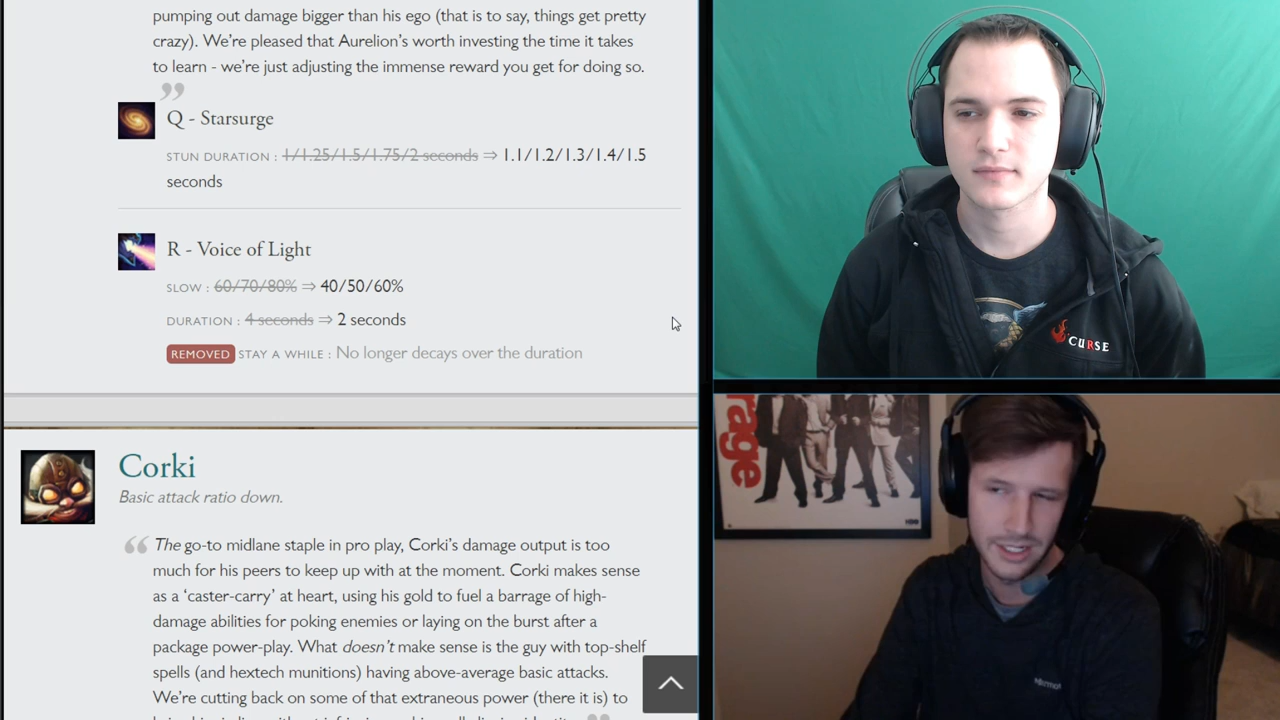 pumping out damage bigger than his ego (that is to say, things get pretty
crazy). We're pleased that Aurelion's worth investing the time it takes
to learn - we're just adjusting the immense reward you get for doing so.
”
Q - Starsurge
STUN DURATION : 1/1.25/1.5/1.75/2 seconds ⇒ 1.1/1.2/1.3/1.4/1.5
seconds
R - Voice of Light
SLOW : 60/70/80% ⇒ 40/50/60%
DURATION : 4 seconds ⇒ 2 seconds
REMOVED STAY A WHILE : No longer decays over the duration
Corki
Basic attack ratio down.
“ The go-to midlane staple in pro play, Corki's damage output is too
much for his peers to keep up with at the moment. Corki makes sense
as a ‘caster-carry’ at heart, using his gold to fuel a barrage of high-
damage abilities for poking enemies or laying on the burst after a
package power-play. What doesn't make sense is the guy with top-shelf
spells (and hextech munitions) having above-average basic attacks.
We're cutting back on some of that extraneous power (there it is) to
CURSE
rage
HBO
Marmot